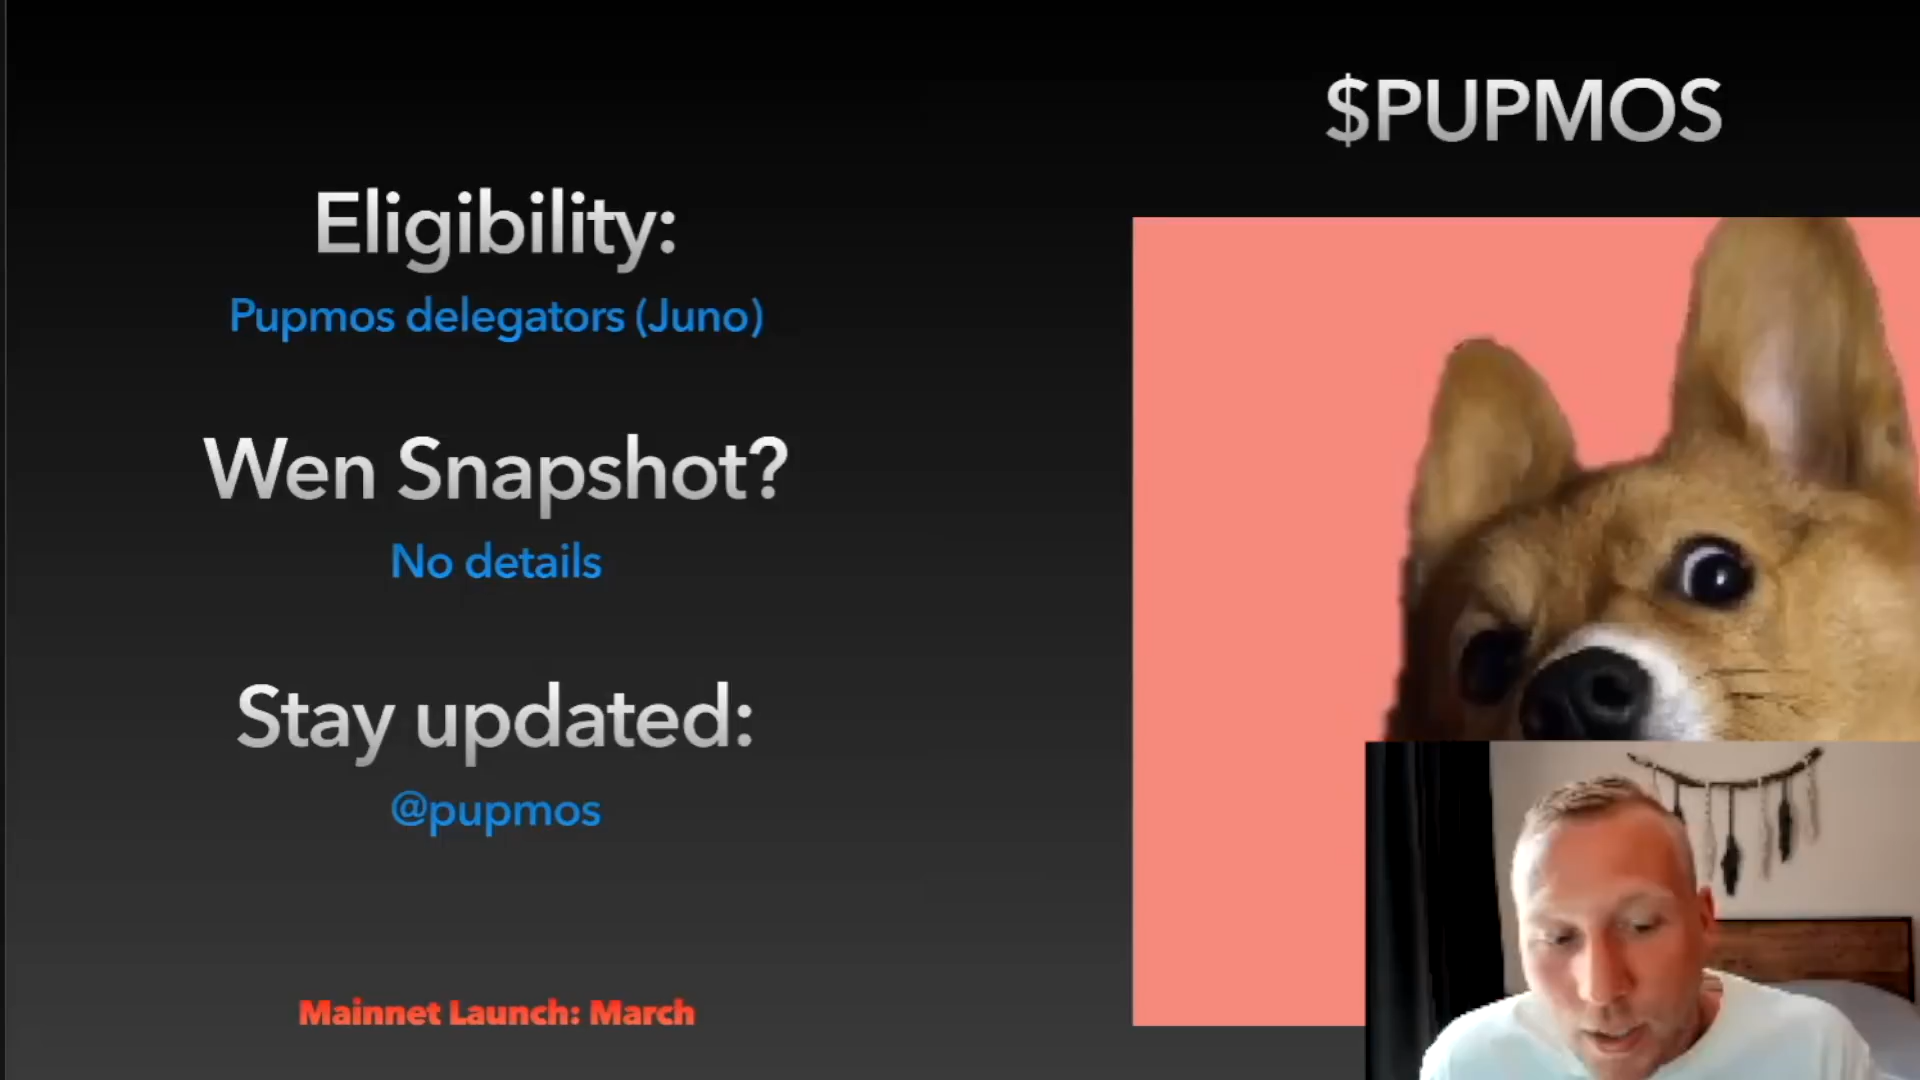 $PUPMOS
Eligibility:
Pupmos delegators (Juno)
Wen Snapshot?
No details
Stay updated:
@pupmos
Mainnet Launch: March